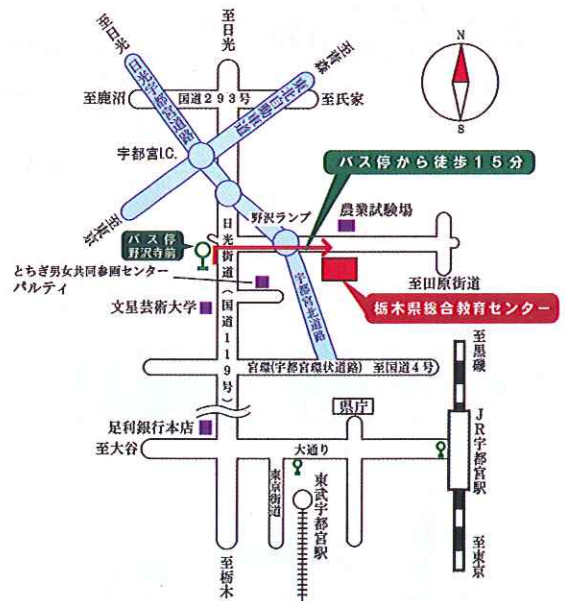 至日光
至日光
至青森
N
S
日光宇都宮道路
東北自動車道
至鹿沼
国道293号
至氏家
宇都宮I.C.
バス停から徒歩15分
至東京
野沢ランプ
農業試験場
バス停
野沢寺前
日光街道(国道119号)
とちぎ男女共同参画センター
パルティ
至田原街道
宇都宮北道路
栃木県総合教育センター
文星芸術大学
至黒磯
宮環(宇都宮環状道路)
至国道4号
県庁
足利銀行本店
JR宇都宮駅
至大谷
大通り
東京街道
東武宇都宮駅
至栃木
至東京